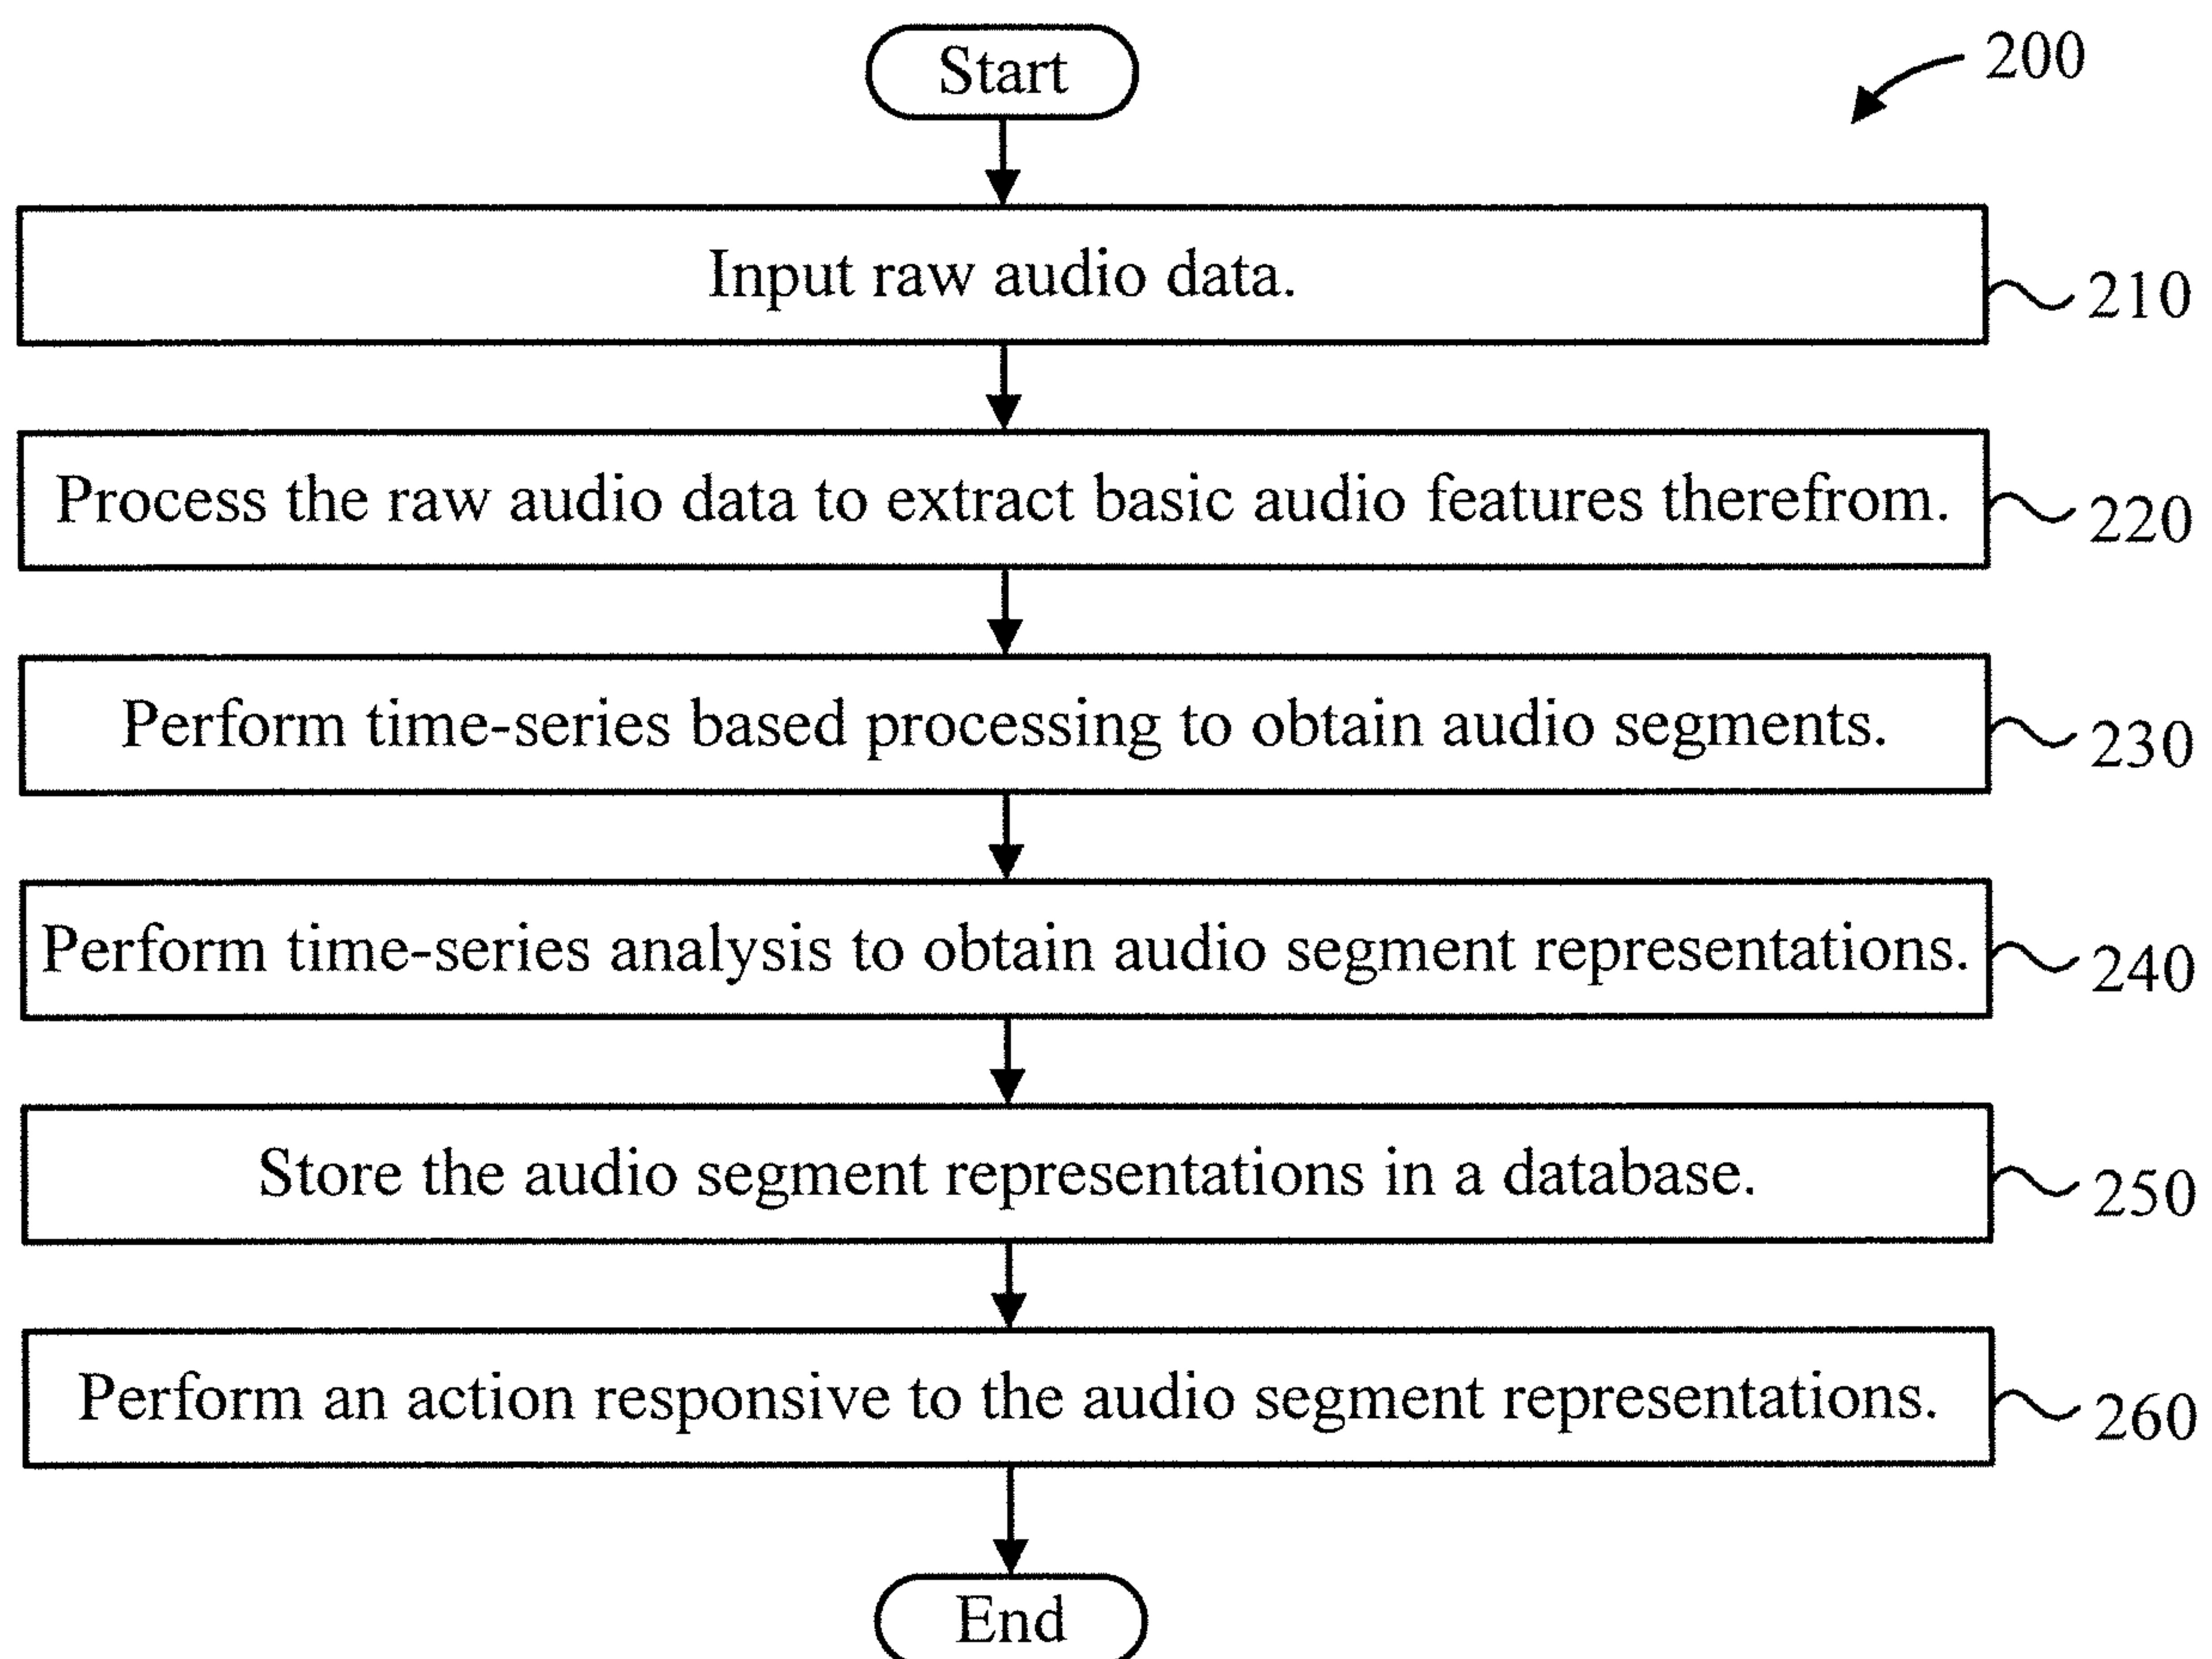 Start
200
Input raw audio data.
210
Process the raw audio data to extract basic audio features therefrom.
220
Perform time-series based processing to obtain audio segments.
230
Perform time-series analysis to obtain audio segment representations.
240
Store the audio segment representations in a database.
250
Perform an action responsive to the audio segment representations.
260
End